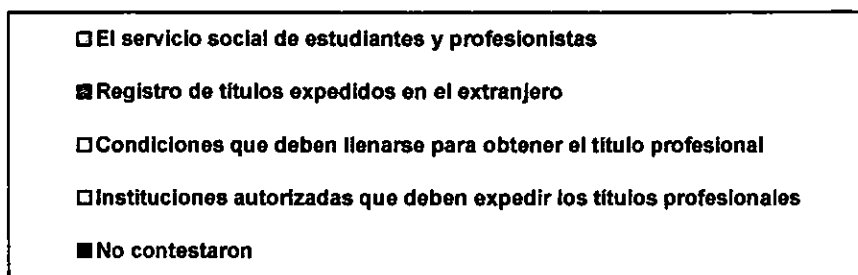 El servicio social de estudiantes y profesionistas
Registro de títulos expedidos en el extranjero
Condiciones que deben llenarse para obtener el título profesional
Instituciones autorizadas que deben expedir los títulos profesionales
No contestaron